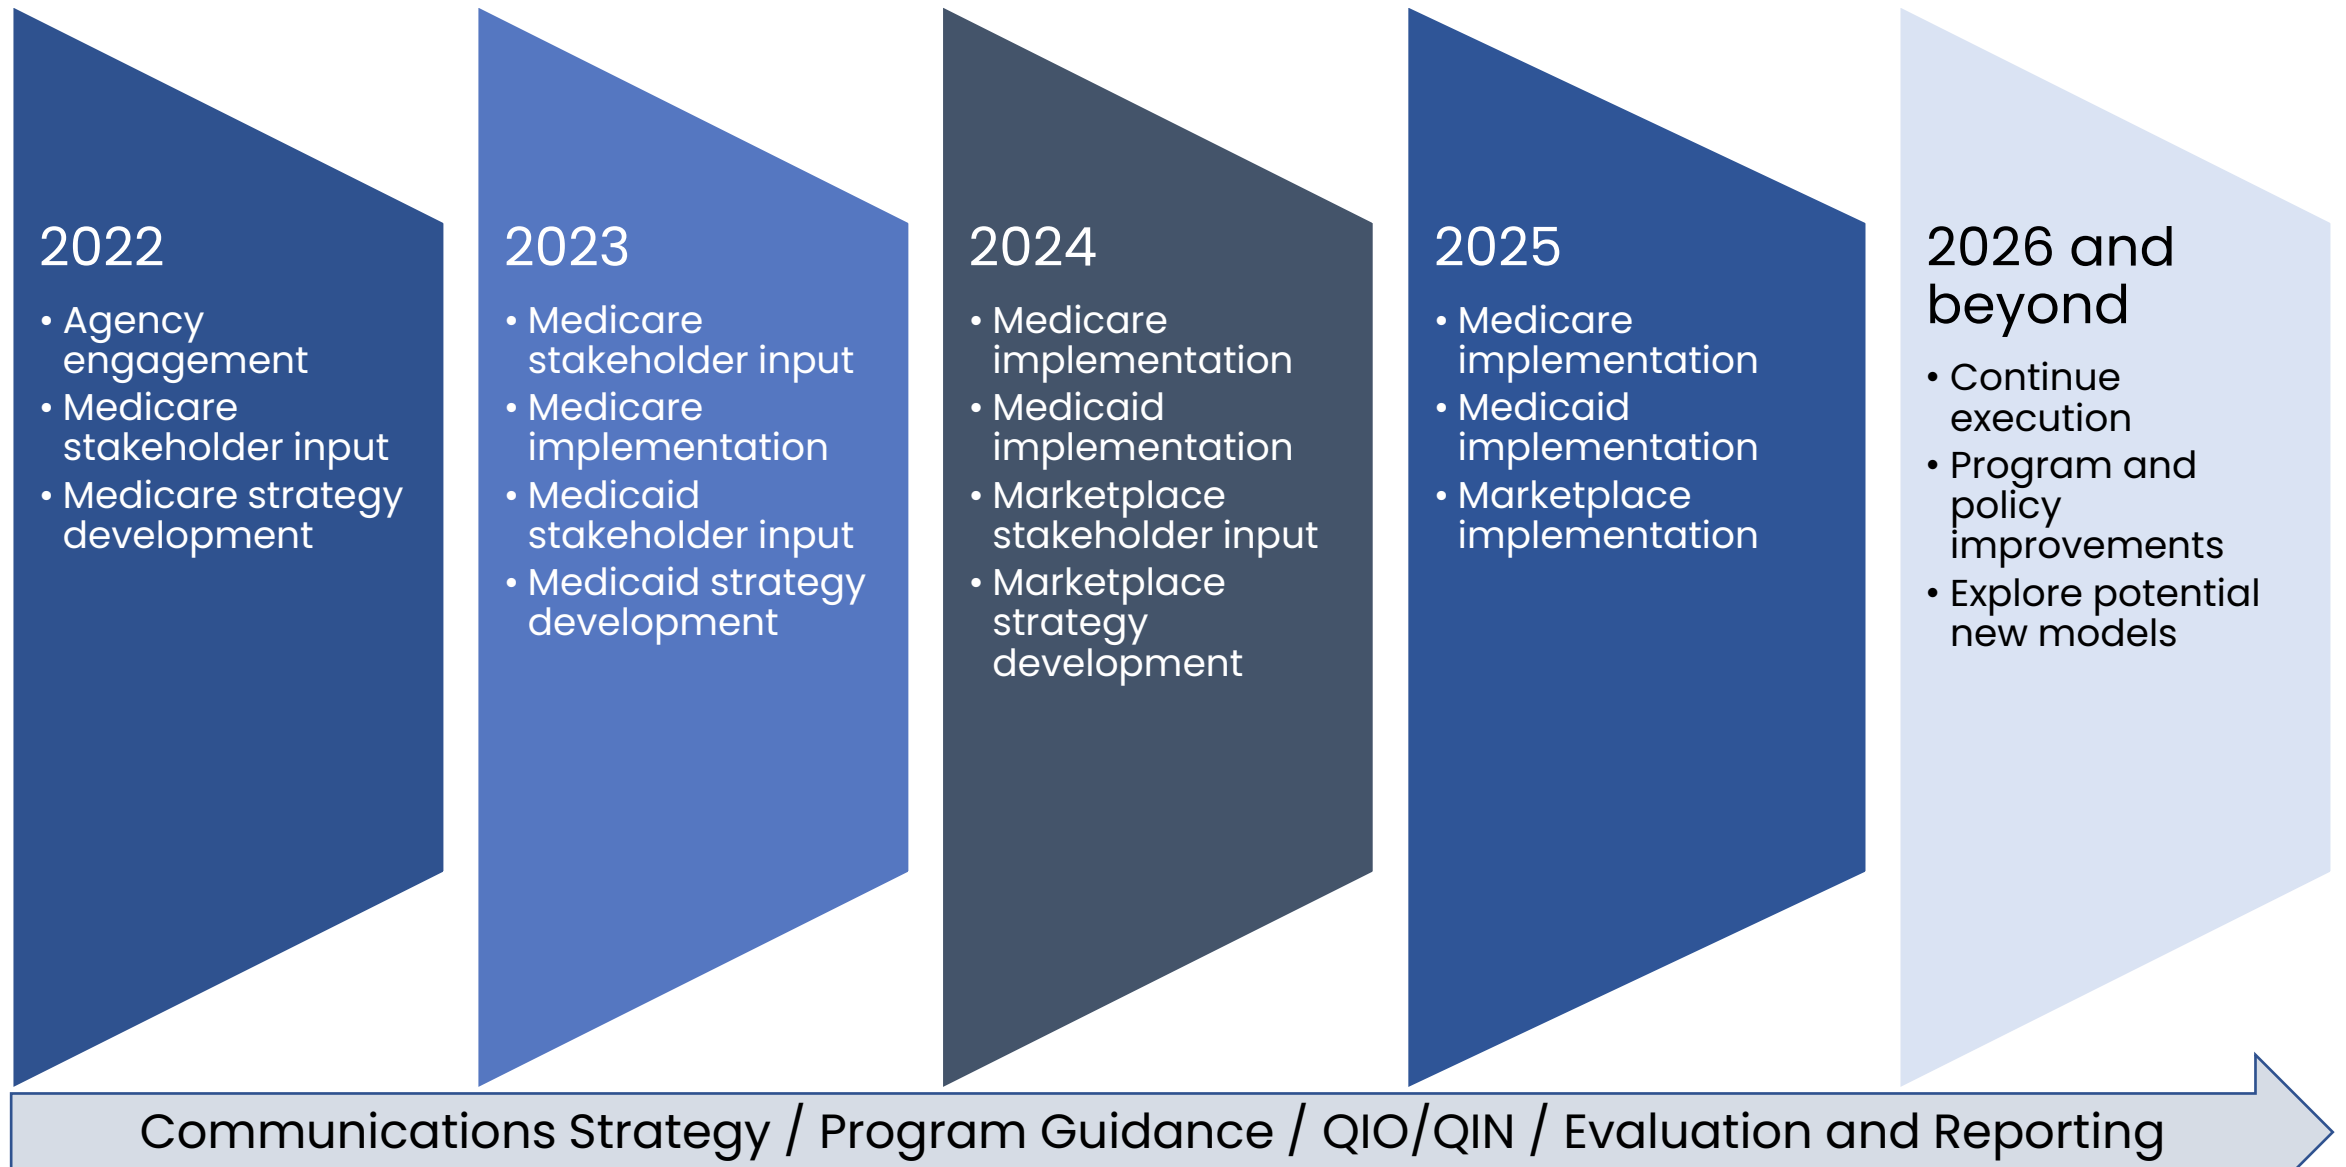 2022
• Agency
engagement
• Medicare
stakeholder input
• Medicare strategy
development
2023
• Medicare
stakeholder input
• Medicare
implementation
• Medicaid
stakeholder input
• Medicaid strategy
development
2024
• Medicare
implementation
• Medicaid
implementation
• Marketplace
stakeholder input
• Marketplace
strategy
development
2025
• Medicare
implementation
• Medicaid
implementation
• Marketplace
implementation
2026 and
beyond
• Continue
execution
• Program and
policy
improvements
• Explore potential
new models
Communications Strategy / Program Guidance / QIO/QIN / Evaluation and Reporting